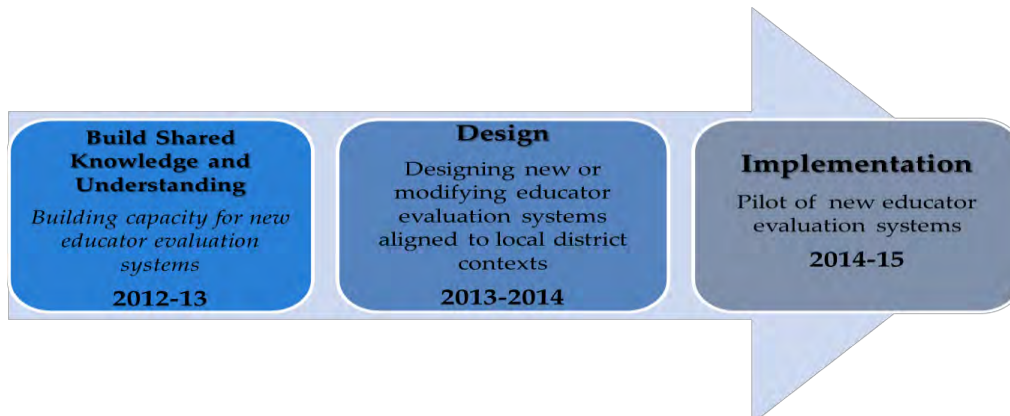 Build Shared
Knowledge and
Understanding
Building capacity for new
educator evaluation
systems
2012-13
Design
Designing new or
modifying educator
evaluation systems
aligned to local district
contexts
2013-2014
Implementation
Pilot of new educator
evaluation systems
2014-15